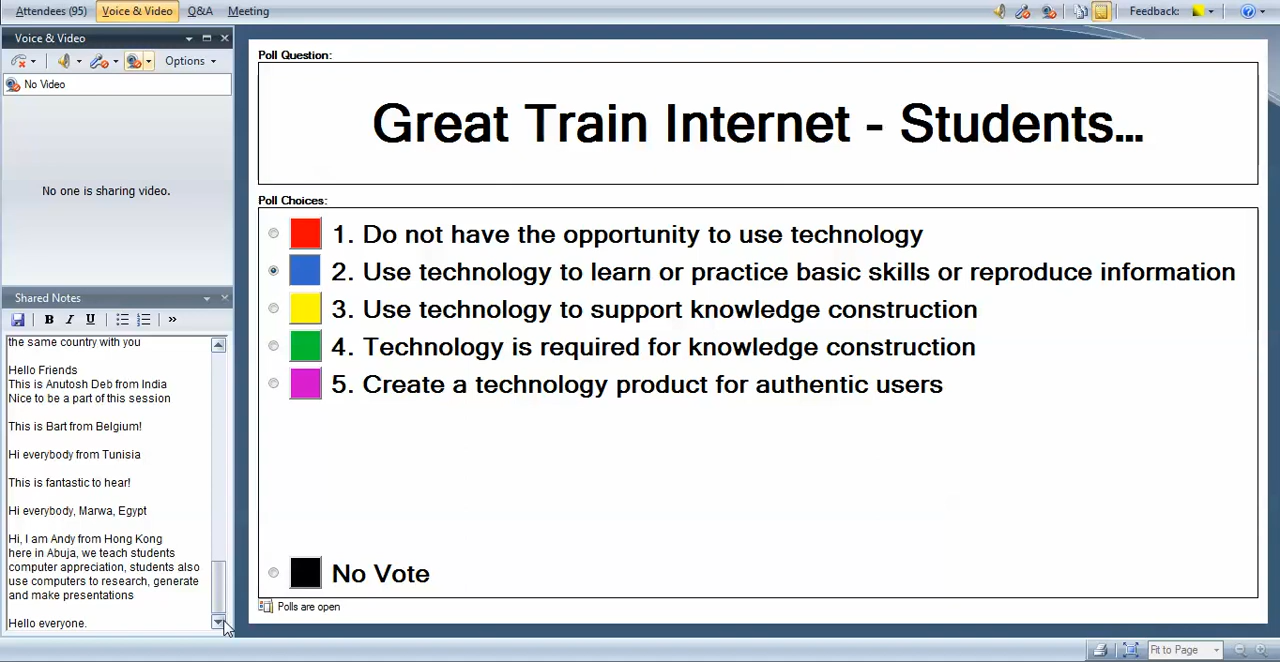 Attendees (95) Voice & Video Q&A Meeting Feedback:
Voice & Video
Options
No Video
No one is sharing video.
Shared Notes
B I U »
the same country with you
Hello Friends
This is Anutosh Deb from India
Nice to be a part of this session
This is Bart from Belgium!
Hi everybody from Tunisia
This is fantastic to hear!
Hi everybody, Marwa, Egypt
Hi, I am Andy from Hong Kong
here in Abuja, we teach students
computer appreciation, students also
use computers to research, generate
and make presentations
Hello everyone.
Poll Question:
Great Train Internet - Students...
Poll Choices:
1. Do not have the opportunity to use technology
2. Use technology to learn or practice basic skills or reproduce information
3. Use technology to support knowledge construction
4. Technology is required for knowledge construction
5. Create a technology product for authentic users
No Vote
Polls are open
Fit to Page